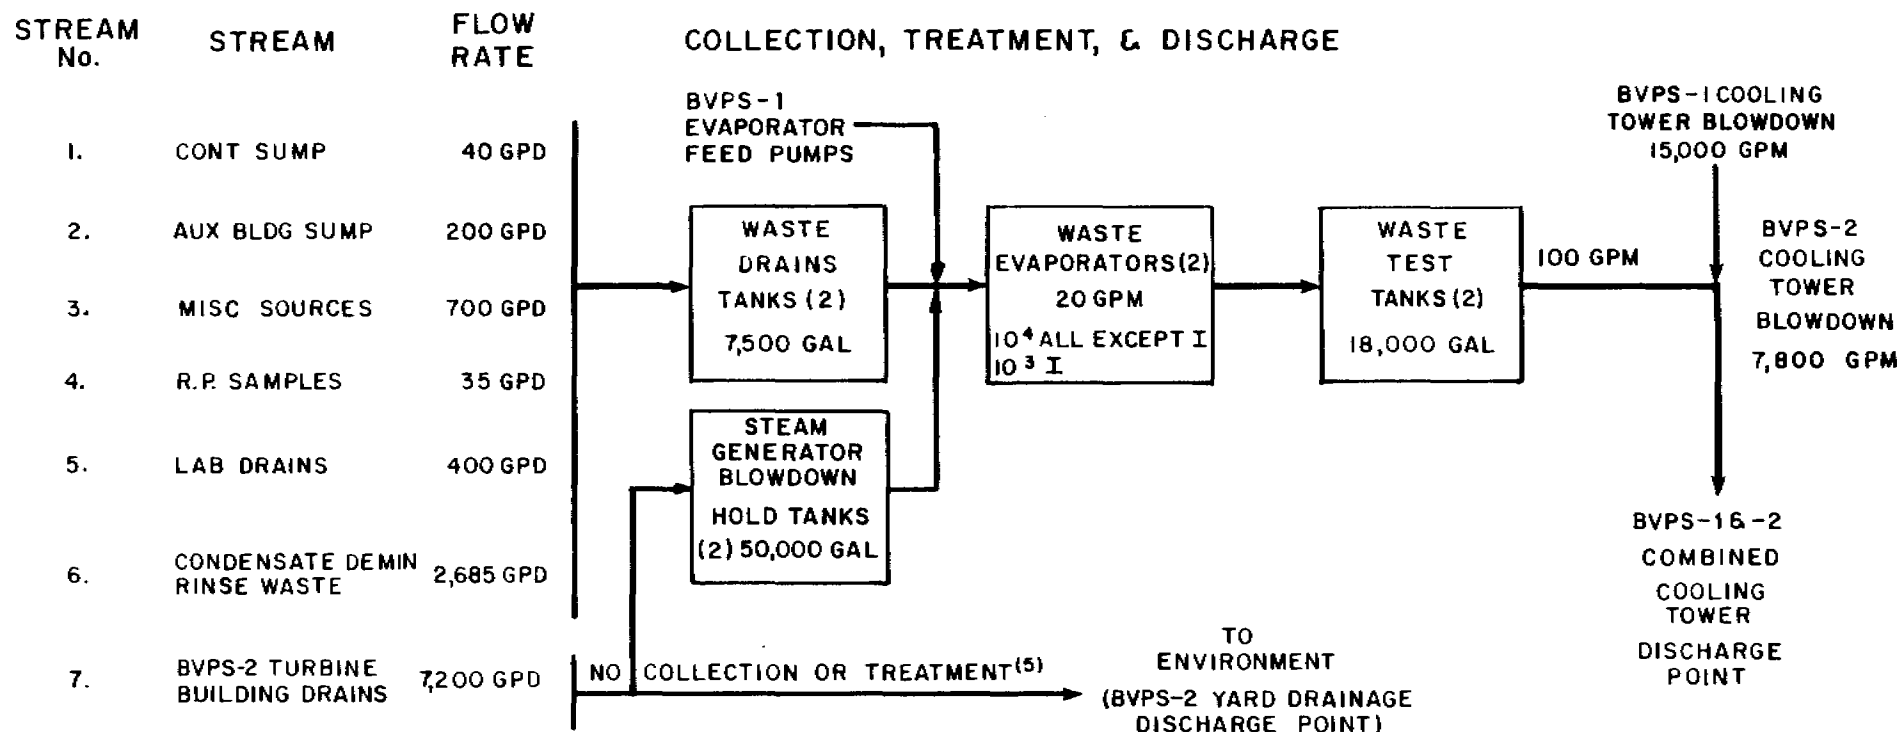 STREAM No.
STREAM
FLOW RATE
COLLECTION, TREATMENT, & DISCHARGE
1.
CONT SUMP
40 GPD
2.
AUX BLDG SUMP
200 GPD
3.
MISC SOURCES
700 GPD
4.
R.P. SAMPLES
35 GPD
5.
LAB DRAINS
400 GPD
6.
CONDENSATE DEMIN
RINSE WASTE
2,685 GPD
7.
BVPS-2 TURBINE
BUILDING DRAINS
7,200 GPD
BVPS-1
EVAPORATOR
FEED PUMPS
WASTE
DRAINS
TANKS (2)
7,500 GAL
STEAM
GENERATOR
BLOWDOWN
HOLD TANKS
(2) 50,000 GAL
WASTE
EVAPORATORS (2)
20 GPM
10⁴ ALL EXCEPT I
10³ I
WASTE
TEST
TANKS (2)
18,000 GAL
100 GPM
BVPS-1 COOLING
TOWER BLOWDOWN
15,000 GPM
BVPS-2
COOLING
TOWER
BLOWDOWN
7,800 GPM
BVPS-1 & -2
COMBINED
COOLING
TOWER
DISCHARGE
POINT
NO COLLECTION OR TREATMENT⁽⁵⁾
TO
ENVIRONMENT
(BVPS-2 YARD DRAINAGE
DISCHARGE POINT)